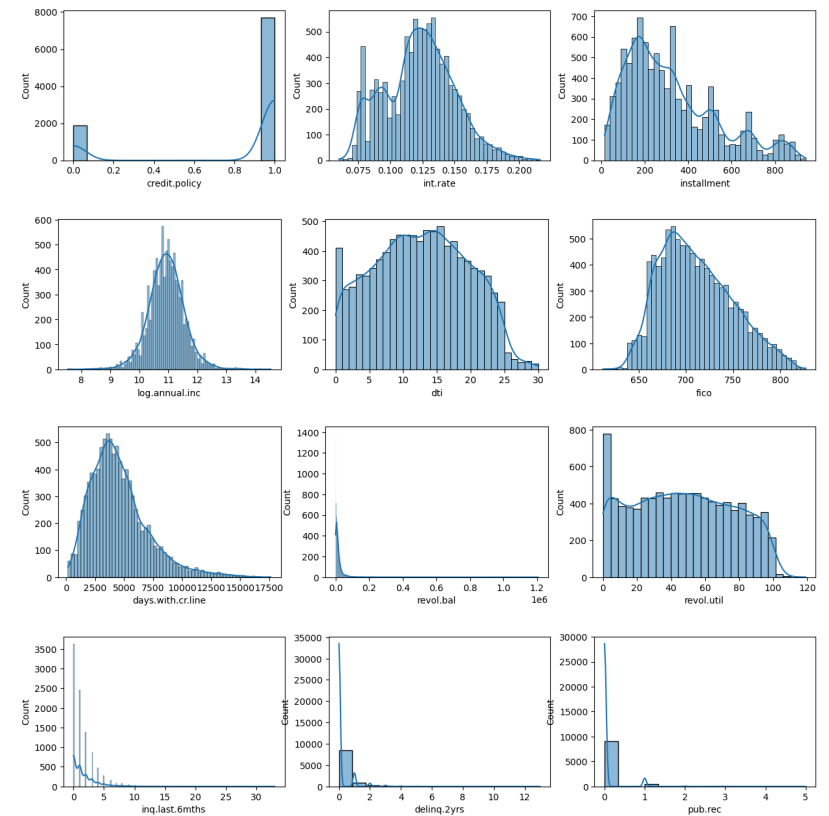 8000
6000
4000
2000
0
Count
0.0 0.2 0.4 0.6 0.8 1.0
credit.policy
500
400
300
200
100
0
Count
0.075 0.100 0.125 0.150 0.175 0.200
int.rate
700
600
500
400
300
200
100
0
Count
0 200 400 600 800
installment
600
500
400
300
200
100
0
Count
8 9 10 11 12 13 14
log.annual.inc
500
400
300
200
100
0
Count
0 5 10 15 20 25 30
dti
500
400
300
200
100
0
Count
650 700 750 800
fico
500
400
300
200
100
0
Count
0 2500 5000 7500 10000 12500 15000 17500
days.with.cr.line
1400
1200
1000
800
600
400
200
0
Count
0.0 0.2 0.4 0.6 0.8 1.0 1.2
1e6
revol.bal
800
600
400
200
0
Count
0 20 40 60 80 100 120
revol.util
3500
3000
2500
2000
1500
1000
500
0
Count
0 5 10 15 20 25 30
inq.last.6mths
35000
30000
25000
20000
15000
10000
5000
0
Count
0 2 4 6 8 10 12
delinq.2yrs
30000
25000
20000
15000
10000
5000
0
Count
0 1 2 3 4 5
pub.rec